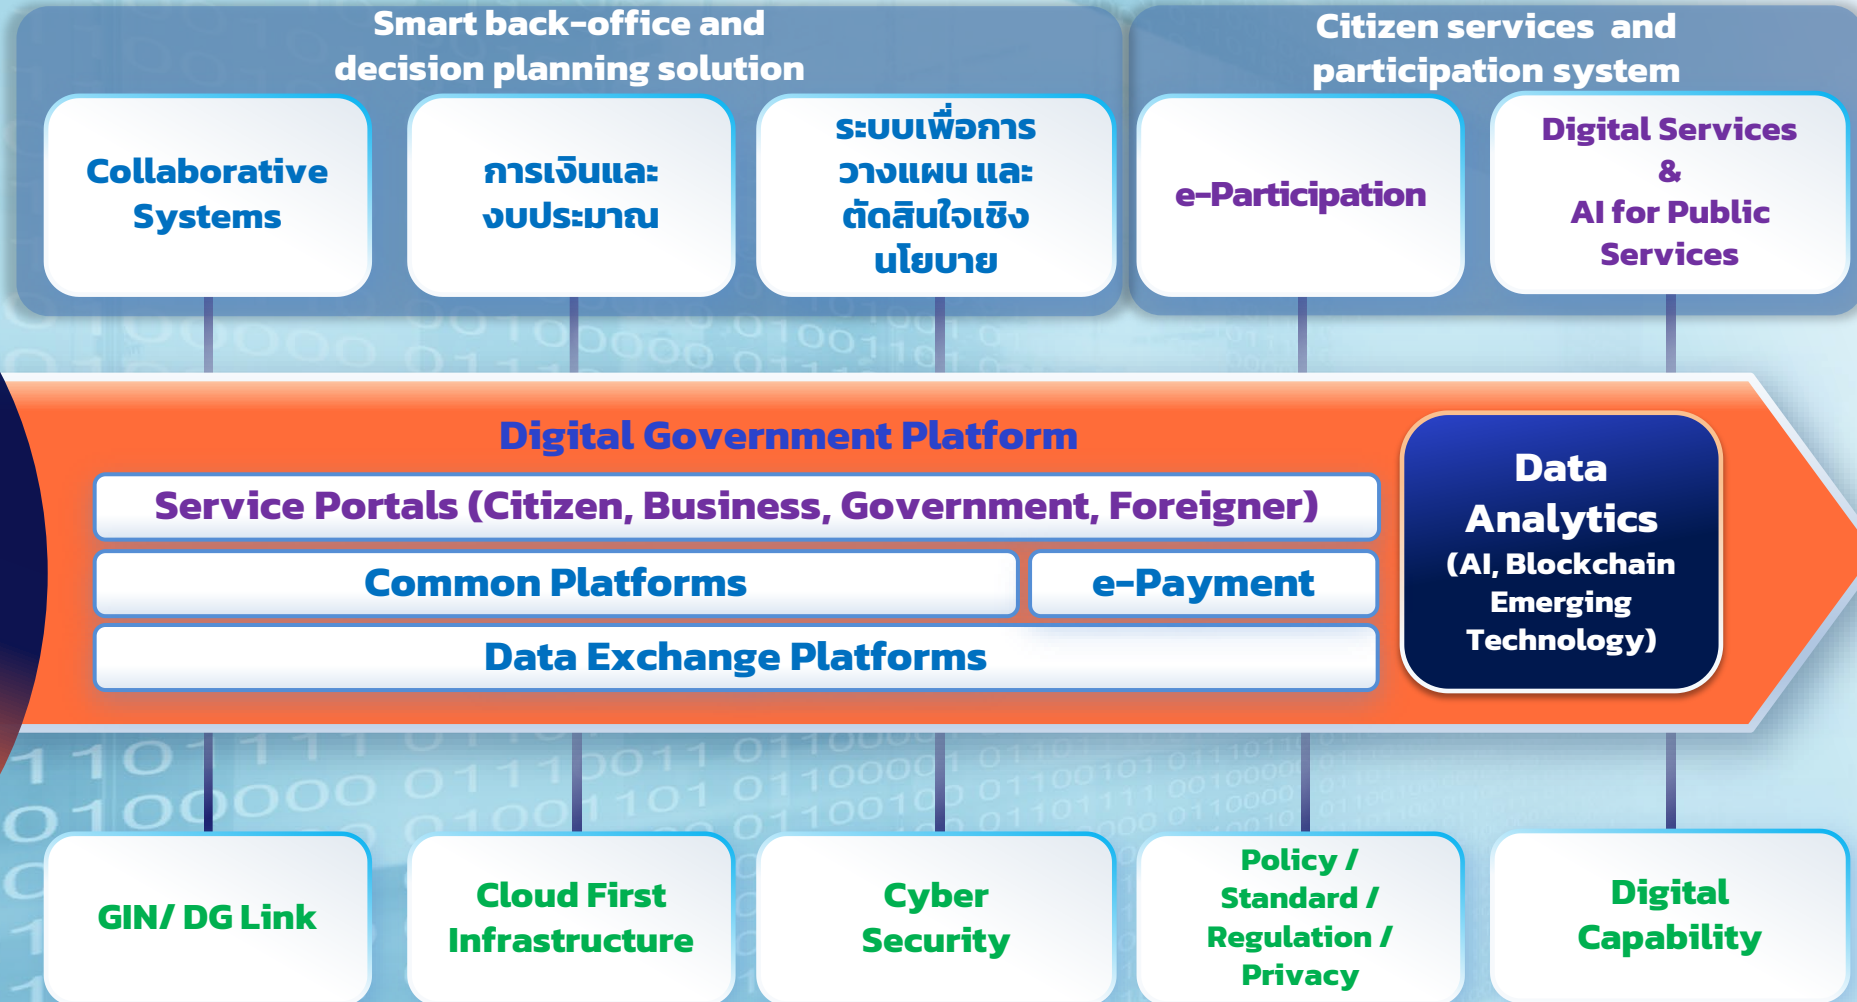 Smart back-office and
decision planning solution
Citizen services and
participation system
Collaborative
Systems
การเงินและ
งบประมาณ
ระบบเพื่อการ
วางแผน และ
ตัดสินใจเชิง
นโยบาย
e-Participation
Digital Services
&
AI for Public
Services
Digital Government Platform
Service Portals (Citizen, Business, Government, Foreigner)
Common Platforms
e-Payment
Data Exchange Platforms
Data
Analytics
(AI, Blockchain
Emerging
Technology)
GIN/ DG Link
Cloud First
Infrastructure
Cyber
Security
Policy /
Standard /
Regulation /
Privacy
Digital
Capability